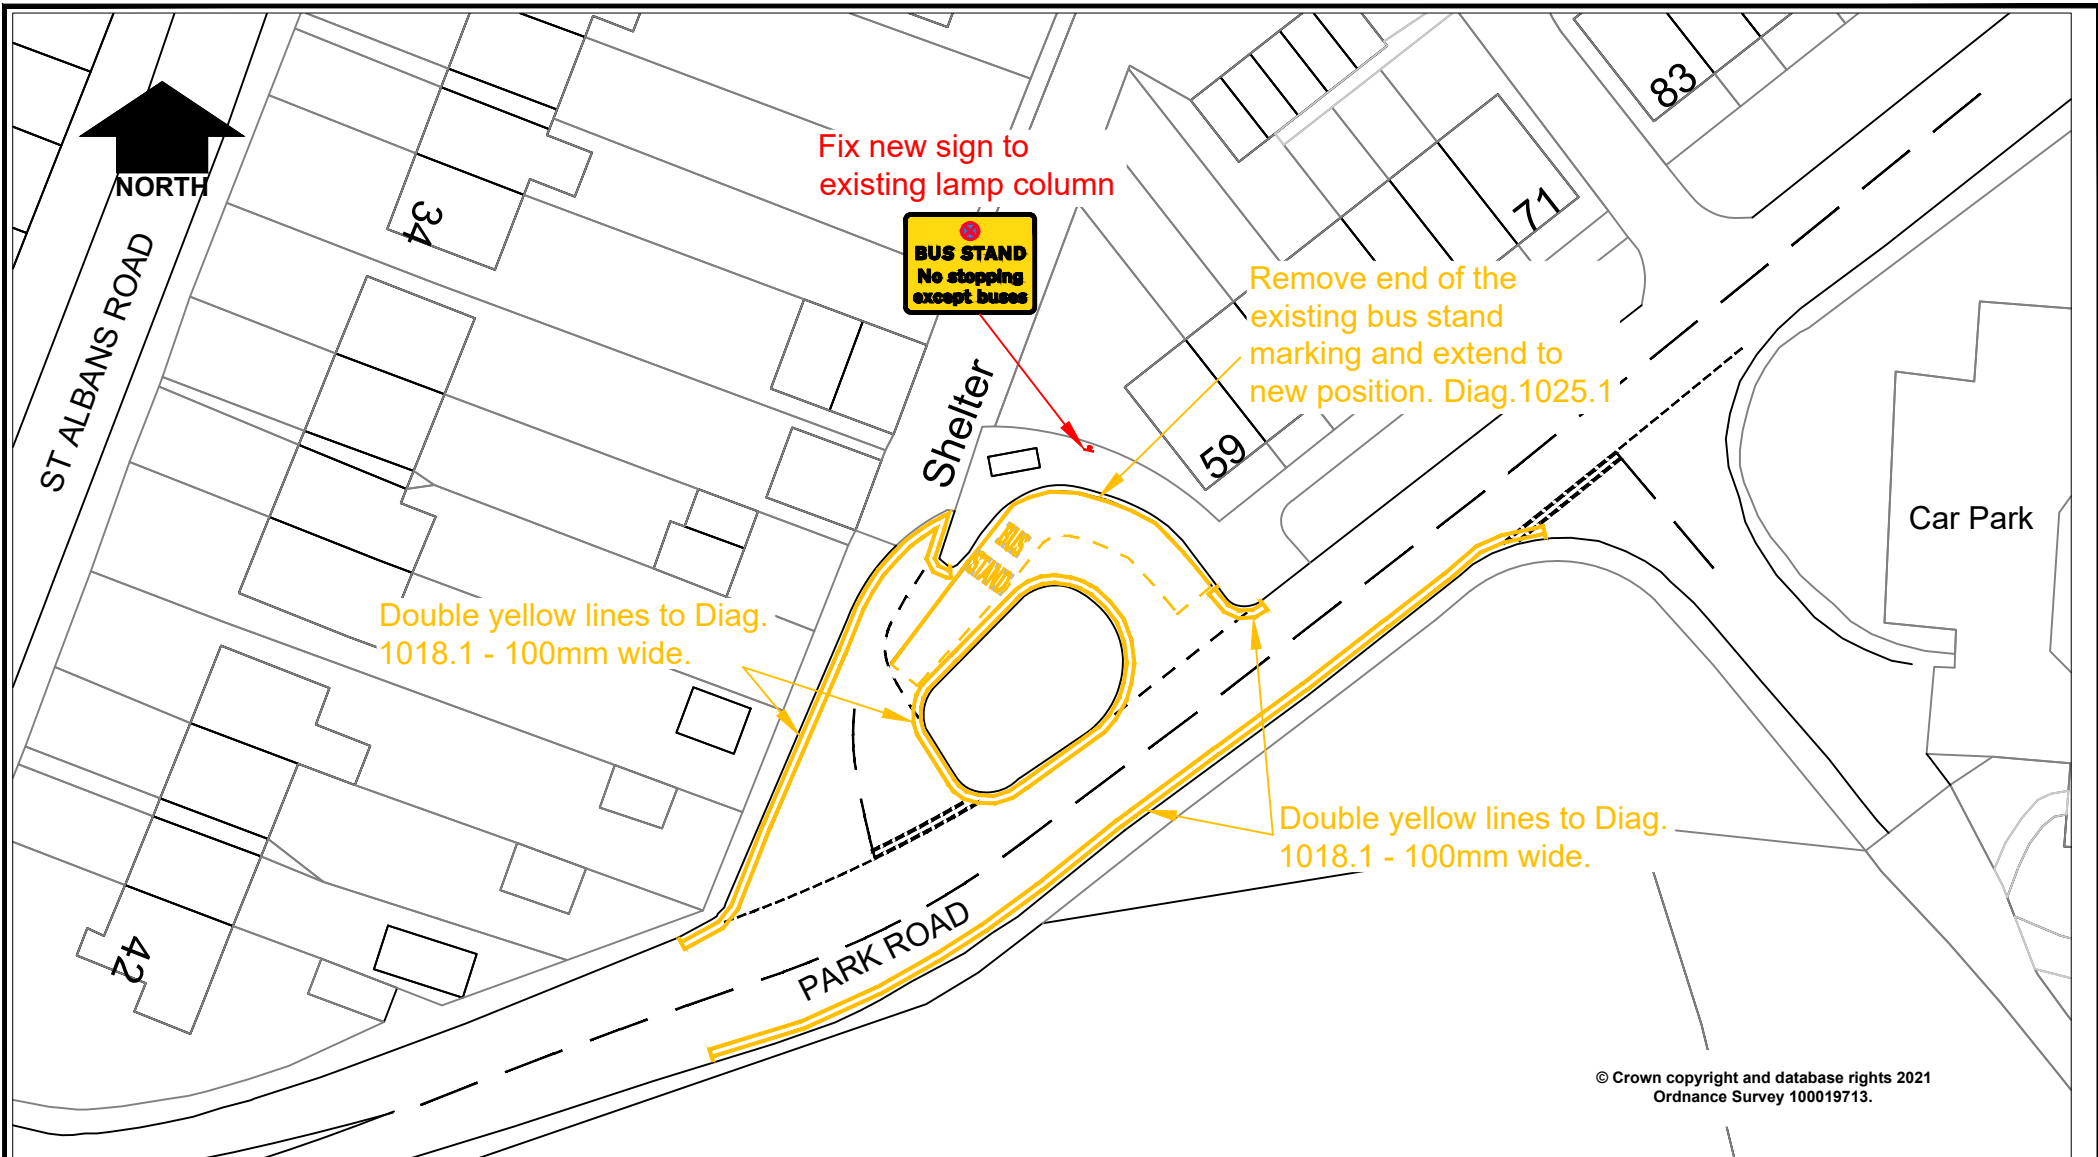 NORTH
ST ALBANS ROAD
34
42
Fix new sign to
existing lamp column
BUS STAND
No stopping
except buses
Shelter
83
71
59
Remove end of the
existing bus stand
marking and extend to
new position. Diag.1025.1
Car Park
BUS
STAND
Double yellow lines to Diag.
1018.1 - 100mm wide.
Double yellow lines to Diag.
1018.1 - 100mm wide.
PARK ROAD
© Crown copyright and database rights 2021
Ordnance Survey 100019713.